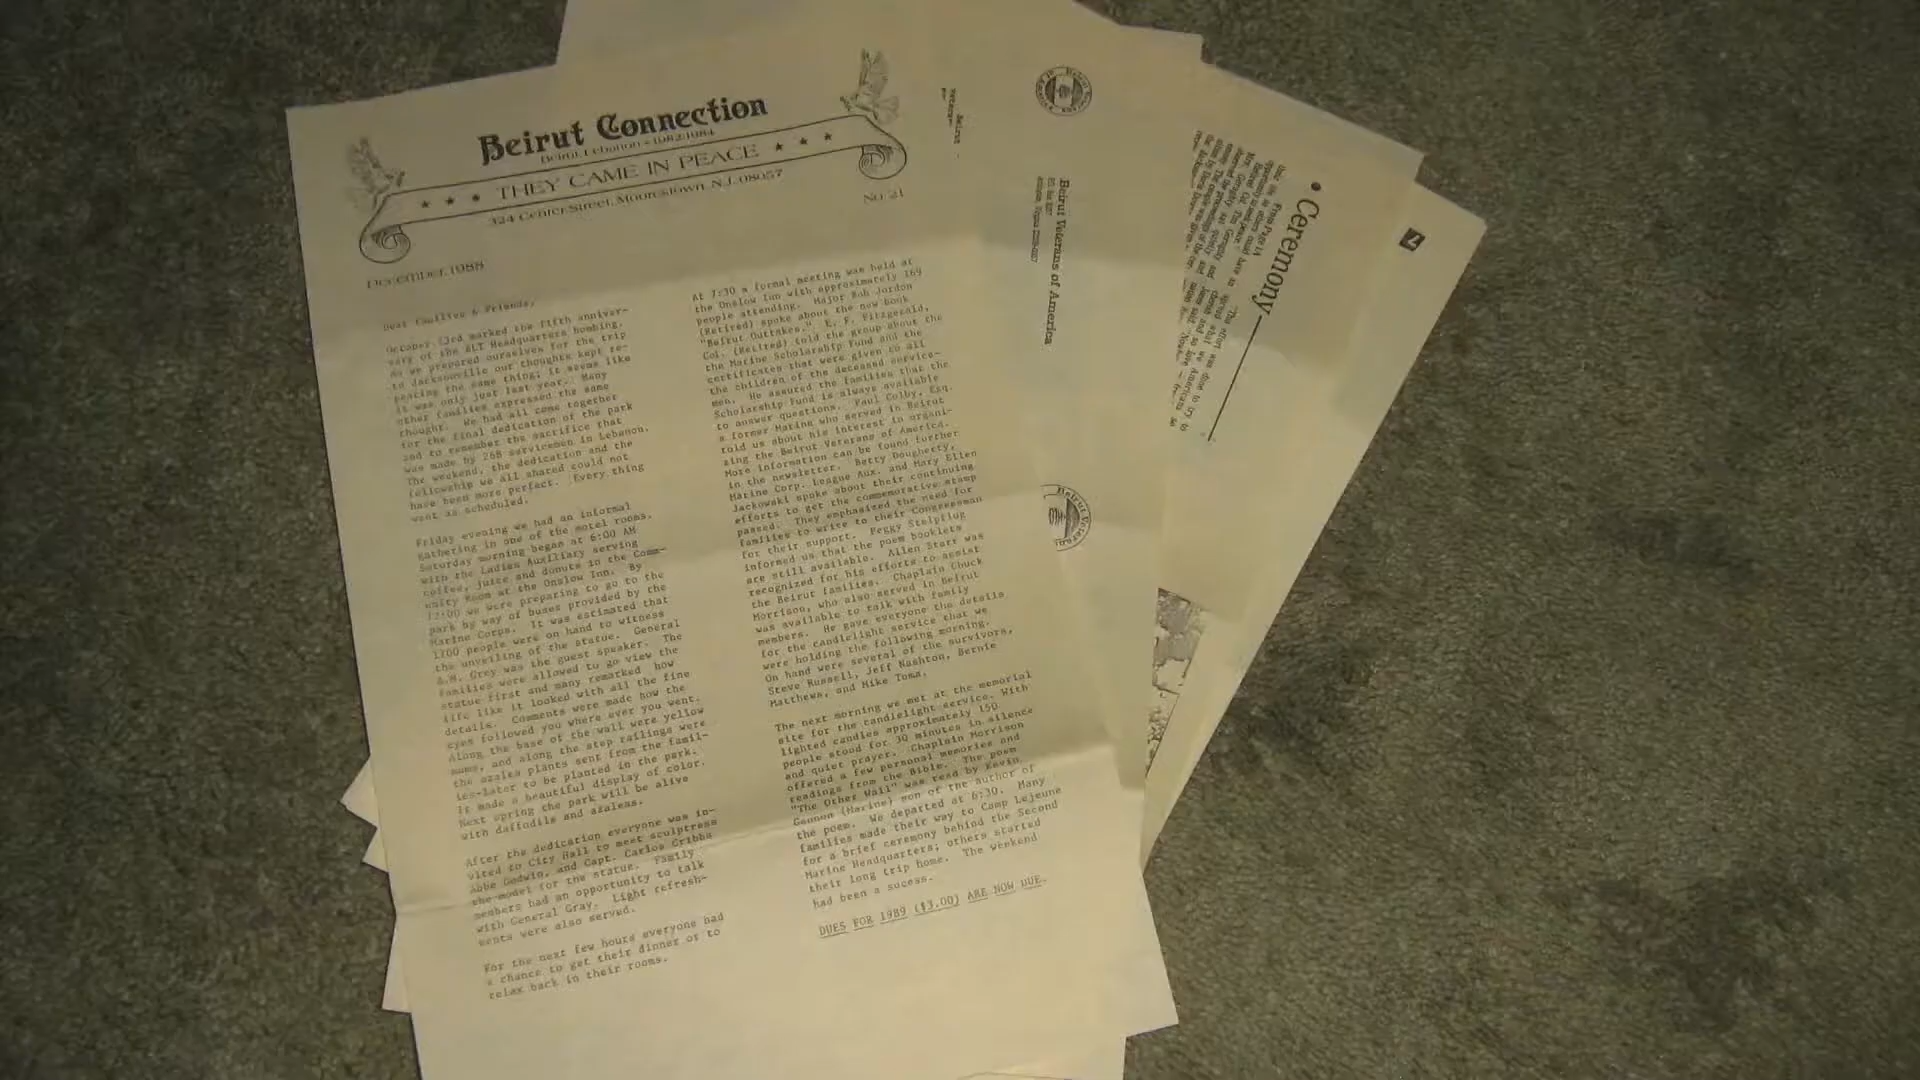 Beirut Connection
Beirut, Lebanon • 1982-1984
THEY CAME IN PEACE
324 Center Street, Moorestown, N.J. 08057
No. 21
December, 1988
Dear Families & Friends,
October 23rd marked the fifth anniver-
sary of the BLT Headquarters bombing.
As we prepared ourselves for the trip
to Jacksonville our thoughts kept re-
peating the same thing; it seems like
it was only just last year. Many
other families expressed the same
thought. We had all come together
for the final dedication of the park
and to remember the sacrifice that
was made by 268 servicemen in Lebanon.
The weekend, the dedication and the
fellowship we all shared could not
have been more perfect. Every thing
went as scheduled.
Friday evening we had an informal
gathering in one of the motel rooms.
Saturday morning began at 6:00 AM
with the Ladies Auxiliary serving
coffee, juice and donuts in the Comm-
unity Room at the Onslow Inn. By
12:00 we were preparing to go to the
park by way of buses provided by the
Marine Corps. It was estimated that
1200 people were on hand to witness
the unveiling of the statue. General
A.M. Grey was the guest speaker. The
families were allowed to go view the
statue first and many remarked how
life like it looked with all the fine
details. Comments were made how the
eyes followed you where ever you went.
Along the base of the wall were yellow
mums, and along the step railings were
the azalea plants sent from the famil-
ies-later to be planted in the park.
It made a beautiful display of color.
Next spring the park will be alive
with daffodils and azaleas.
After the dedication everyone was in-
vited to City Hall to meet sculptress
Abbe Godwin, and Capt. Carlos Gribba
the model for the statue. Family
members had an opportunity to talk
with General Gray. Light refresh-
ments were also served.
For the next few hours everyone had
a chance to get their dinner or to
relax back in their rooms.
At 7:30 a formal meeting was held at
the Onslow Inn with approximately 169
people attending. Major Bob Jordon
(Retired) spoke about the new book
"Beirut Outtakes." E. F. Fitzgerald,
Col. (Retired) told the group about the
the Marine Scholarship Fund and the
certificates that were given to all
the children of the deceased service-
men. He assured the families that the
Scholarship Fund is always available
to answer questions. Paul Colby, Esq.
a former Marine who served in Beirut
told us about his interest in organi-
zing the Beirut Veterans of America.
More information can be found further
in the newsletter. Betty Dougherty,
Marine Corp. League Aux. and Mary Ellen
Jackowski spoke about their continuing
efforts to get the commemorative stamp
passed. They emphasized the need for
families to write to their Congressman
for their support. Peggy Stelpflug
informed us that the poem booklets
are still available. Allen Starr was
recognized for his efforts to assist
the Beirut families. Chaplain Chuck
Morrison, who also served in Beirut
was available to talk with family
members. He gave everyone the details
for the candlelight service that we
were holding the following morning.
On hand were several of the survivors,
Steve Russell, Jeff Nashton, Bernie
Matthews, and Mike Toma.
The next morning we met at the memorial
site for the candlelight service. With
lighted candles approximately 150
people stood for 30 minutes in silence
and quiet prayer. Chaplain Morrison
offered a few personal memories and
readings from the Bible. The poem
"The Other Wall" was read by Kevin
Gannon (Marine) son of the author of
the poem. We departed at 6:30. Many
families made their way to Camp Lejeune
for a brief ceremony behind the Second
Marine Headquarters; others started
their long trip home. The weekend
had been a sucess.
DUES FOR 1989 ($3.00) ARE NOW DUE.
Beirut
Veterans
Beirut Veterans of America
• Ceremony
From Page 1A
7